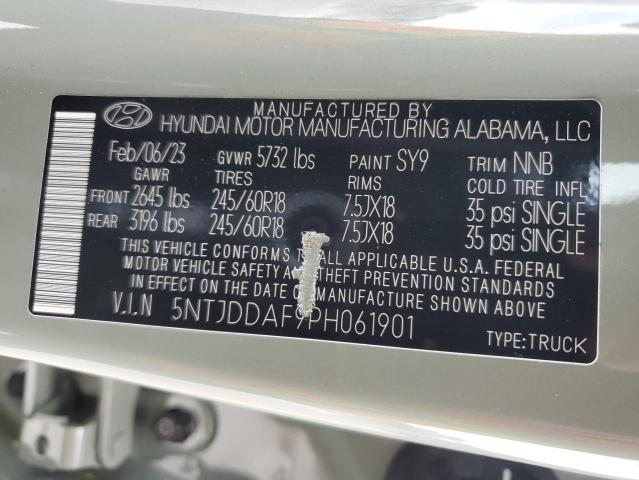 MANUFACTURED BY
HYUNDAI MOTOR MANUFACTURING ALABAMA, LLC
Feb/06/23 GVWR 5732 lbs PAINT SY9 TRIM NNB
GAWR TIRES RIMS COLD TIRE INFL
FRONT 2645 lbs 245/60R18 7.5JX18 35 psi SINGLE
REAR 3196 lbs 245/60R18 7.5JX18 35 psi SINGLE
THIS VEHICLE CONFORMS TO ALL APPLICABLE U.S.A. FEDERAL
MOTOR VEHICLE SAFETY AND THEFT PREVENTION STANDARDS
IN EFFECT ON THE DATE OF MANUFACTURE SHOWN ABOVE.
V.I.N 5NTJDDAF9PH061901 TYPE:TRUCK